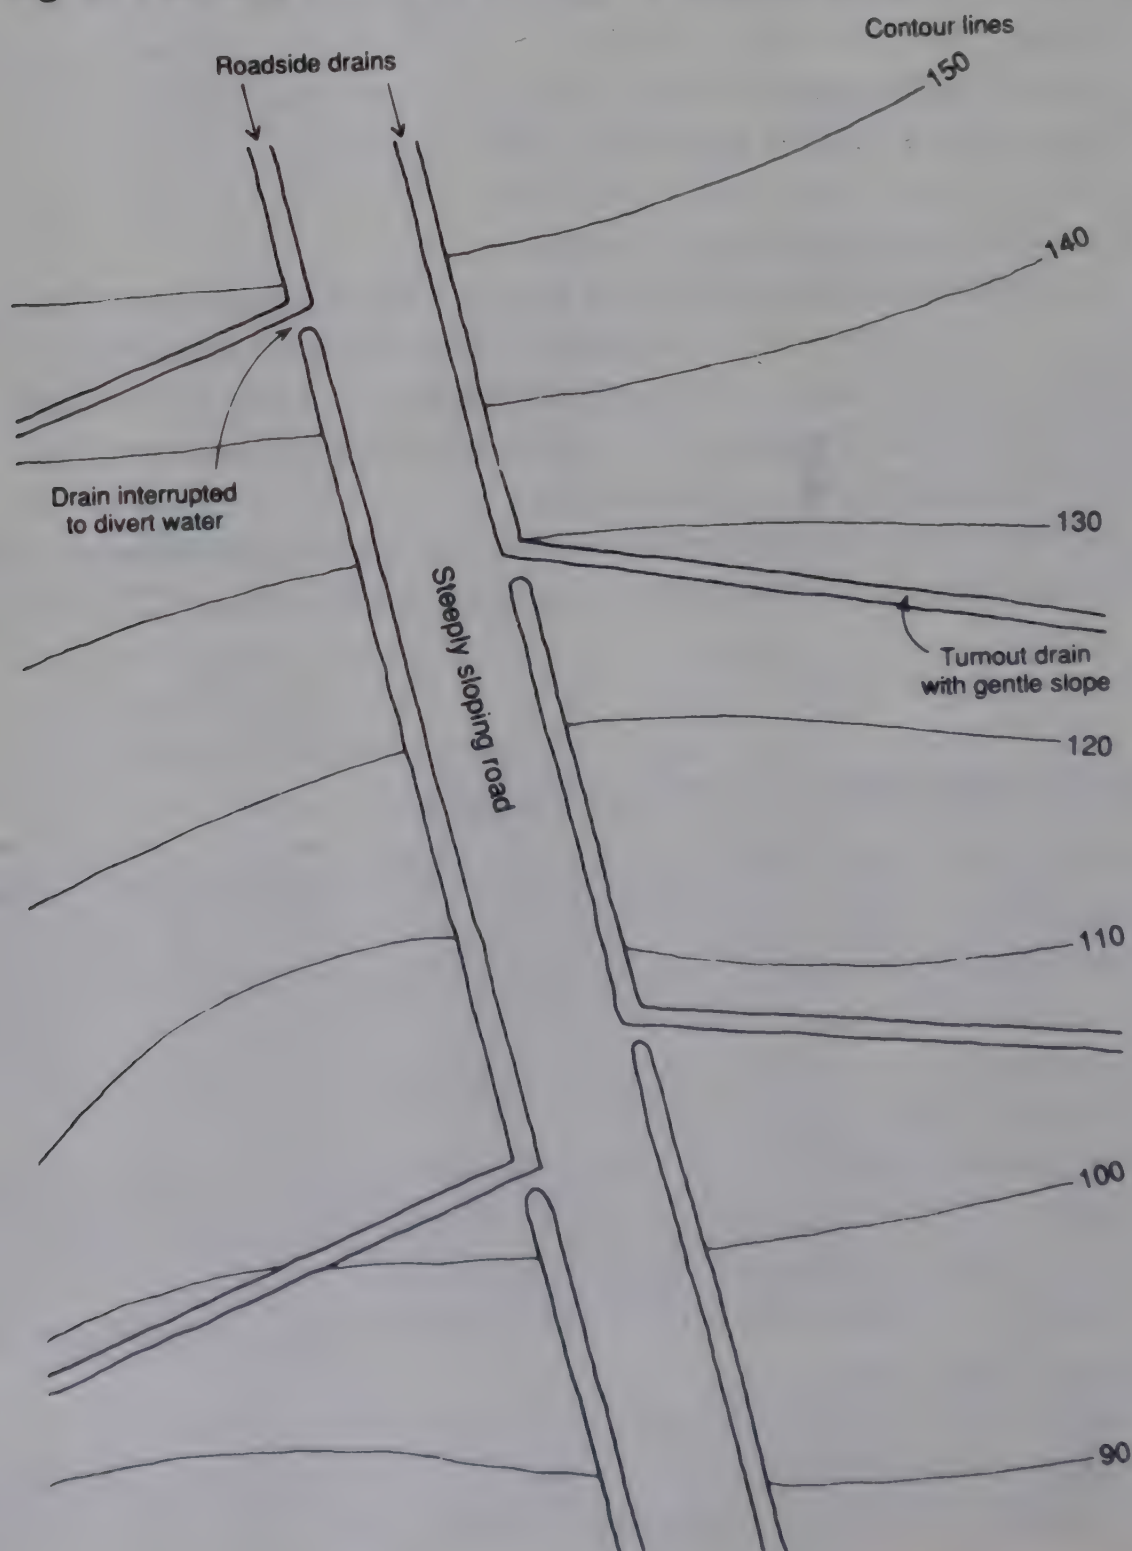 Contour lines
Roadside drains
150
140
130
Drain interrupted
to divert water
Steeply sloping road
Turnout drain
with gentle slope
120
110
100
90